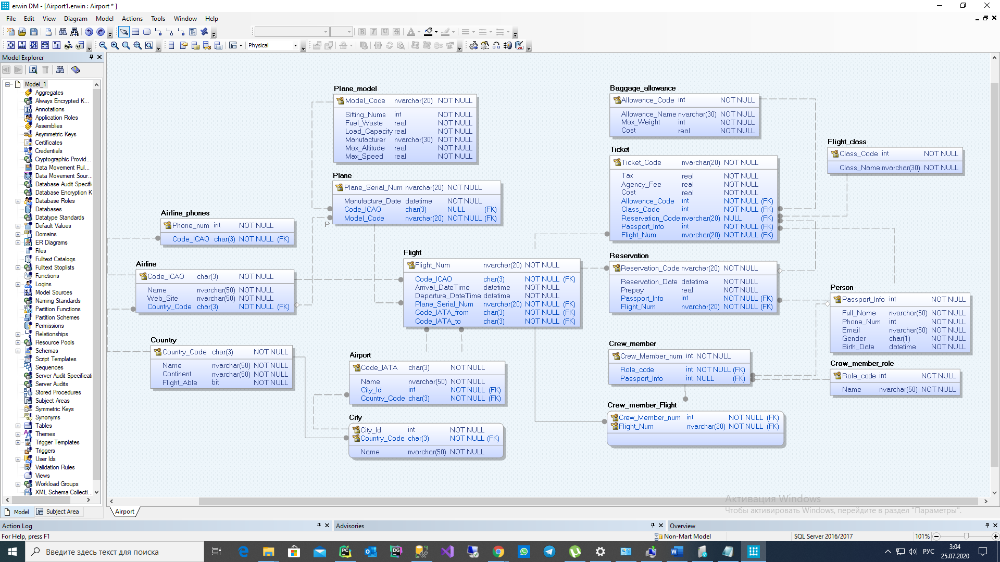 erwin DM - [Airport1.erwin : Airport * ]
File Edit View Diagram Model Actions Tools Window Help
Physical
Model Explorer
Model_1
Aggregates
Always Encrypted K...
Annotations
Application Roles
Assemblies
Asymmetric Keys
Certificates
Credentials
Cryptographic Provid...
Data Movement Rul...
Data Movement Sour...
Database Audit Specifi
Database Encryption K
Database Roles
Databases
Datatype Standards
Default Values
Domains
ER Diagrams
Files
Fulltext Catalogs
Fulltext Stoplists
Functions
Logins
Model Sources
Naming Standards
Partition Functions
Partition Schemes
Permissions
Relationships
Resource Pools
Schemas
Script Templates
Sequences
Server Audit Specificati
Server Audits
Stored Procedures
Subject Areas
Symmetric Keys
Synonyms
Tables
Themes
Trigger Templates
Triggers
User Ids
Validation Rules
Views
Workload Groups
XML Schema Collecti...
Model Subject Area
Airline_phones
Phone_num int NOT NULL
Code_ICAO char(3) NOT NULL (FK)
Airline
Code_ICAO char(3) NOT NULL
Name nvarchar(50) NOT NULL
Web_Site nvarchar(50) NOT NULL
Country_Code char(3) NOT NULL (FK)
Country
Country_Code char(3) NOT NULL
Name nvarchar(50) NOT NULL
Continent nvarchar(50) NOT NULL
Flight_Able bit NOT NULL
Plane_model
Model_Code nvarchar(20) NOT NULL
Sitting_Nums int NOT NULL
Fuel_Waste real NOT NULL
Load_Capacity real NOT NULL
Manufacturer nvarchar(30) NOT NULL
Max_Altitude real NOT NULL
Max_Speed real NOT NULL
Plane
Plane_Serial_Num nvarchar(20) NOT NULL
Manufacture_Date datetime NOT NULL
Code_ICAO char(3) NULL (FK)
Model_Code nvarchar(20) NOT NULL (FK)
P
Flight
Flight_Num nvarchar(20) NOT NULL
Code_ICAO char(3) NOT NULL (FK)
Arrival_DateTime datetime NOT NULL
Departure_DateTime datetime NOT NULL
Plane_Serial_Num nvarchar(20) NOT NULL (FK)
Code_IATA_from char(3) NOT NULL (FK)
Code_IATA_to char(3) NOT NULL (FK)
Airport
Code_IATA char(3) NOT NULL
Name nvarchar(50) NOT NULL
City_Id int NOT NULL (FK)
Country_Code char(3) NOT NULL (FK)
City
City_Id int NOT NULL
Country_Code char(3) NOT NULL (FK)
Name nvarchar(50) NOT NULL
Baggage_allowance
Allowance_Code int NOT NULL
Allowance_Name nvarchar(30) NOT NULL
Max_Weight int NOT NULL
Cost real NOT NULL
Ticket
Ticket_Code nvarchar(20) NOT NULL
Tax real NOT NULL
Agency_Fee real NOT NULL
Cost real NOT NULL
Allowance_Code int NOT NULL (FK)
Class_Code int NOT NULL (FK)
Reservation_Code nvarchar(20) NULL (FK)
Passport_Info int NOT NULL (FK)
Flight_Num nvarchar(20) NOT NULL (FK)
Reservation
Reservation_Code nvarchar(20) NOT NULL
Reservation_Date datetime NOT NULL
Prepay real NOT NULL
Passport_Info int NOT NULL (FK)
Flight_Num nvarchar(20) NOT NULL (FK)
Crew_member
Crew_Member_num int NOT NULL
Role_code int NOT NULL (FK)
Passport_Info int NULL (FK)
Crew_member_Flight
Crew_Member_num int NOT NULL (FK)
Flight_Num nvarchar(20) NOT NULL (FK)
Flight_class
Class_Code int NOT NULL
Class_Name nvarchar(30) NOT NULL
Person
Passport_Info int NOT NULL
Full_Name nvarchar(50) NOT NULL
Phone_Num int NOT NULL
Email nvarchar(50) NOT NULL
Gender char(1) NOT NULL
Birth_Date datetime NOT NULL
Crow_member_role
Role_code int NOT NULL
Name nvarchar(50) NOT NULL
Активация Windows
Чтобы активировать Windows, перейдите в раздел "Параметры".
Airport
Action Log Advisories Overview
For Help, press F1 Non-Mart Model SQL Server 2016/2017 101%
Введите здесь текст для поиска
РУС
3:04
25.07.2020